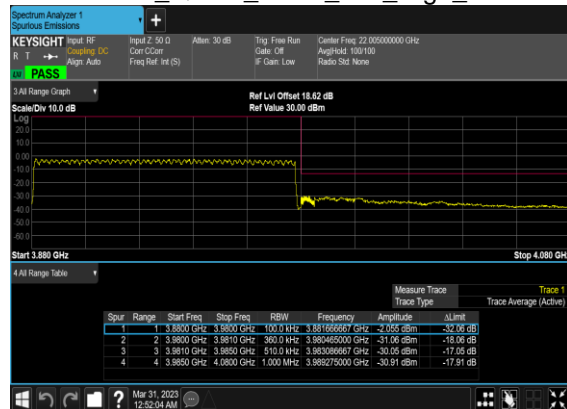 Spectrum Analyzer 1
Spurious Emissions
+
KEYSIGHT Input: RF Input Z: 50 Ω Atten: 30 dB Trig: Free Run Center Freq: 22.005000000 GHz
R T Coupling: DC Corr CCorr Gate: Off Avg|Hold: 100/100
Align: Auto Freq Ref: Int (S) IF Gain: Low Radio Std: None
PASS
3 All Range Graph Ref Lvl Offset 18.62 dB
Scale/Div 10.0 dB Ref Value 30.00 dBm
Log
20.0
10.0
0.00
-10.0
-20.0
-30.0
-40.0
-50.0
-60.0
Start 3.880 GHz Stop 4.080 GH
4 All Range Table
Measure Trace Trace 1
Trace Type Trace Average (Active)
Spur Range Start Freq Stop Freq RBW Frequency Amplitude ΔLimit
1 1 3.8800 GHz 3.9800 GHz 100.0 kHz 3.881666667 GHz -2.055 dBm -32.06 dB
2 2 3.9800 GHz 3.9810 GHz 360.0 kHz 3.980465000 GHz -31.06 dBm -18.06 dB
3 3 3.9810 GHz 3.9850 GHz 510.0 kHz 3.983086667 GHz -30.05 dBm -17.05 dB
4 4 3.9850 GHz 4.0800 GHz 1.000 MHz 3.989275000 GHz -30.91 dBm -17.91 dB
? Mar 31, 2023
12:52:04 AM